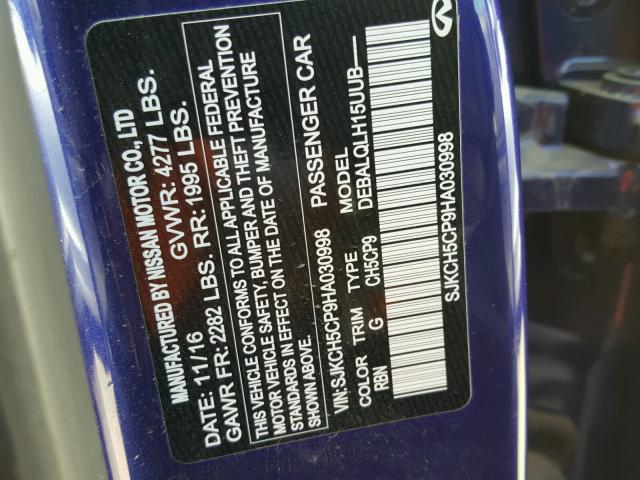 MANUFACTURED BY NISSAN MOTOR CO., LTD
DATE: 11/16 GVWR: 4277 LBS.
GAWR FR: 2282 LBS. RR: 1995 LBS.
THIS VEHICLE CONFORMS TO ALL APPLICABLE FEDERAL
MOTOR VEHICLE SAFETY, BUMPER AND THEFT PREVENTION
STANDARDS IN EFFECT ON THE DATE OF MANUFACTURE
SHOWN ABOVE.
VIN:SJKCH5CP9HA030998 PASSENGER CAR
COLOR TRIM TYPE MODEL
RBN G CH5CP9 DEBALQLH15UUB——
SJKCH5CP9HA030998